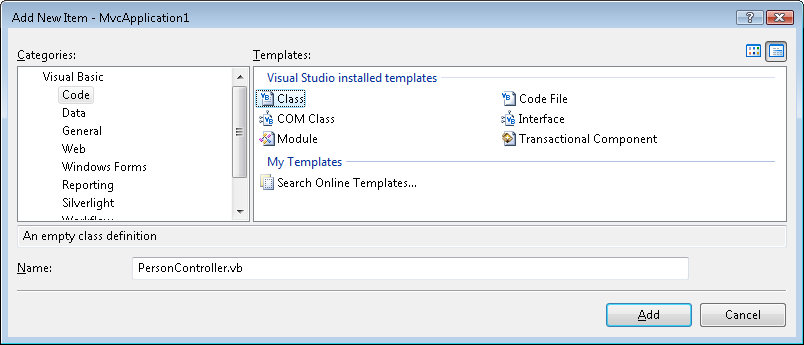 Add New Item - MvcApplication1
Categories:
Templates:
Visual Basic
Code
Data
General
Web
Windows Forms
Reporting
Silverlight
Workflow
Visual Studio installed templates
Class
Code File
COM Class
Interface
Module
Transactional Component
My Templates
Search Online Templates...
An empty class definition
Name:
PersonController.vb
Add
Cancel